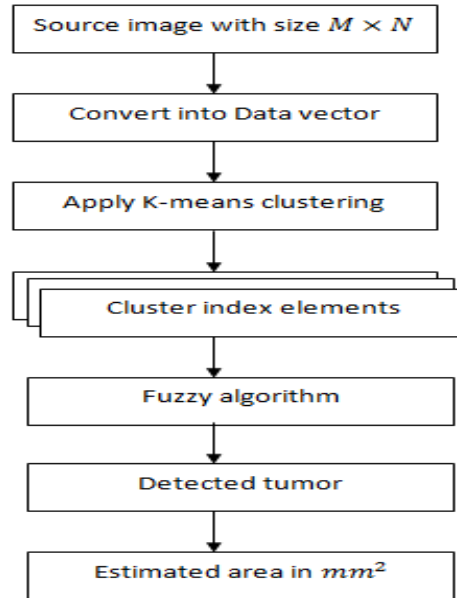 Source image with size M × N
Convert into Data vector
Apply K-means clustering
Cluster index elements
Fuzzy algorithm
Detected tumor
Estimated area in mm²